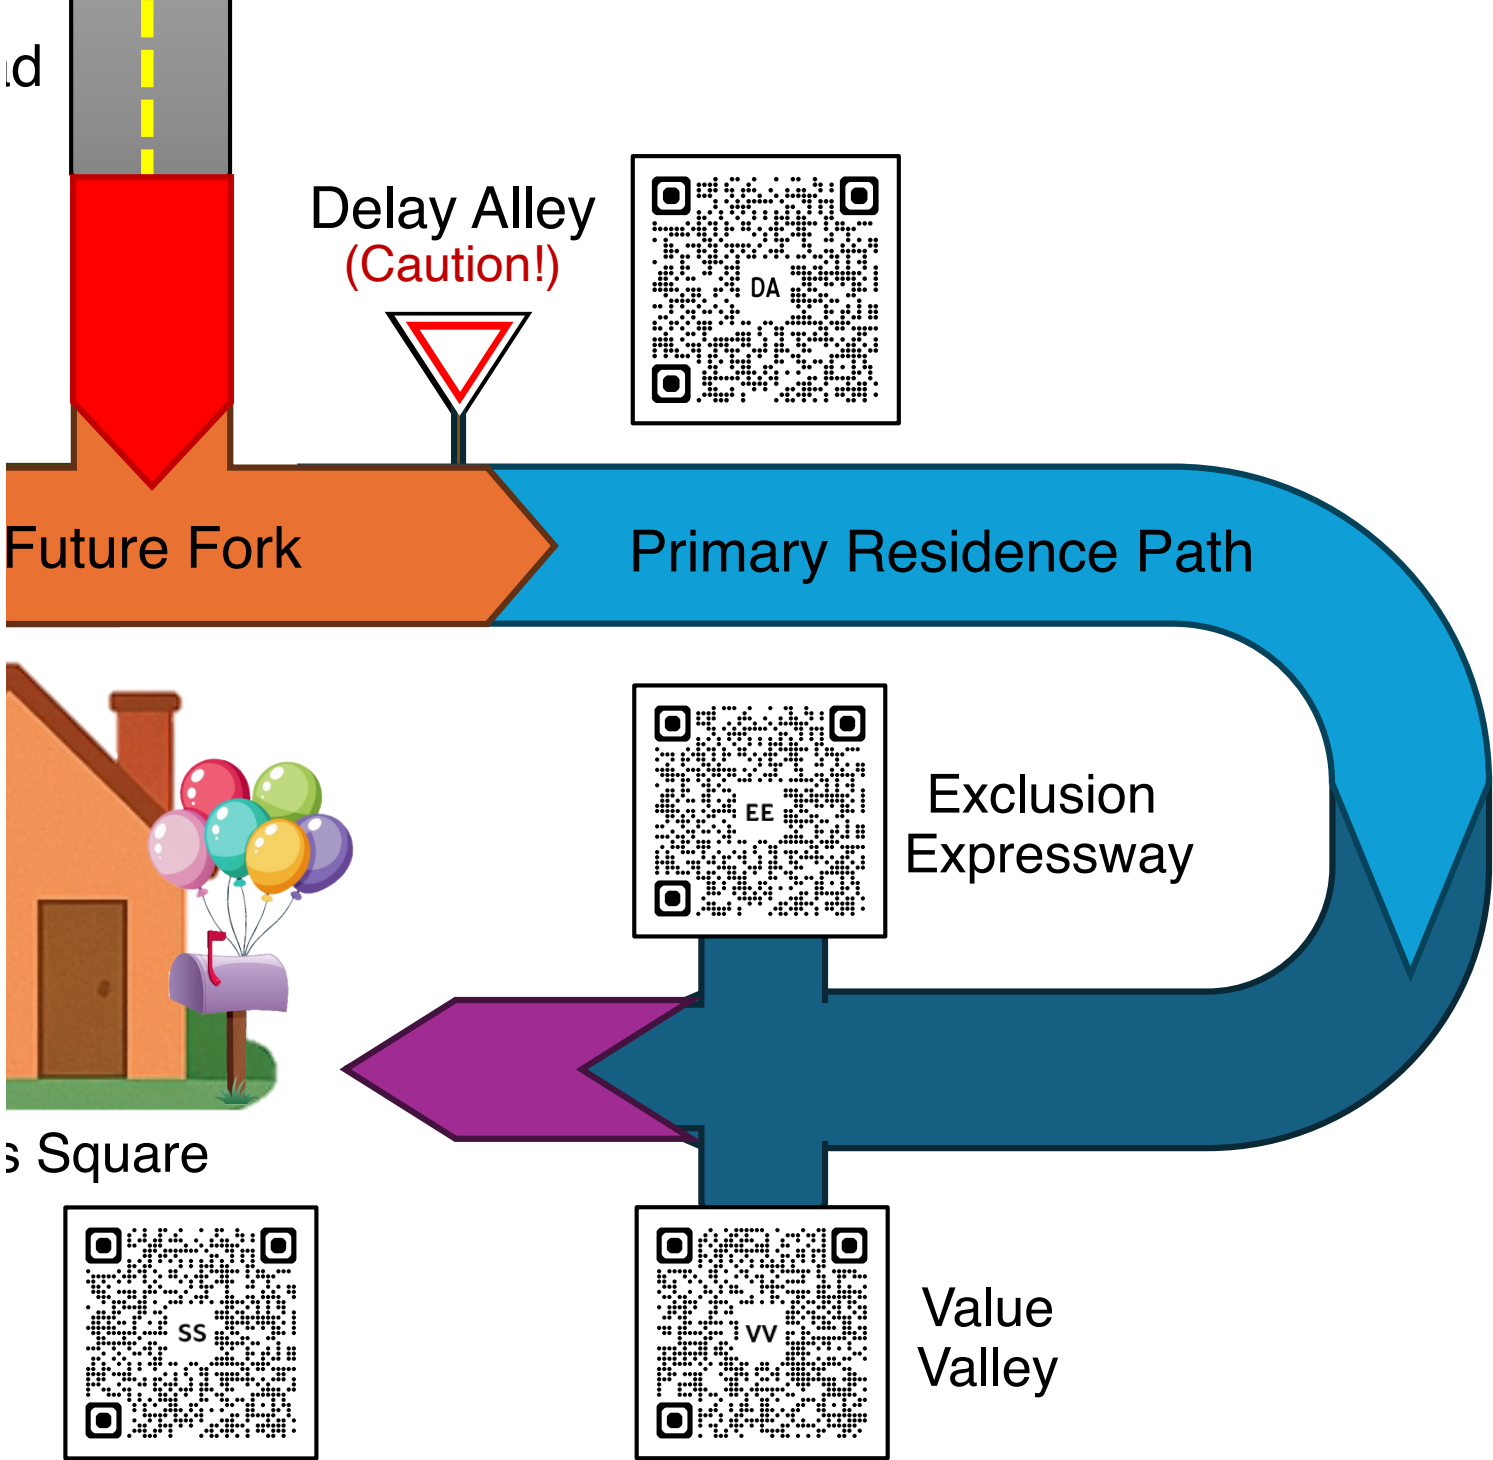 Delay Alley
(Caution!)
DA
Future Fork
Primary Residence Path
EE
Exclusion
Expressway
Square
SS
VV
Value
Valley